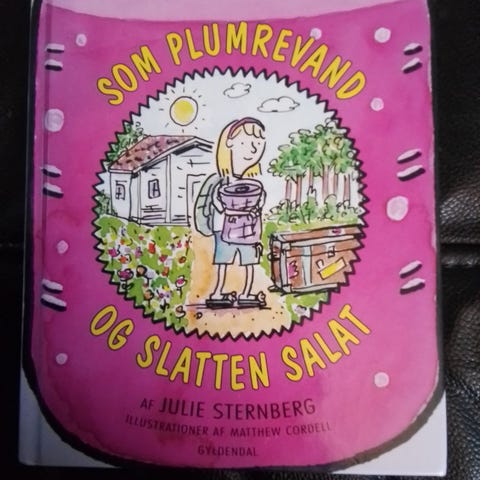 SOM PLUMREVAND
OG SLATTEN SALAT
AF JULIE STERNBERG
ILLUSTRATIONER AF MATTHEW CORDELL
GYLDENDAL